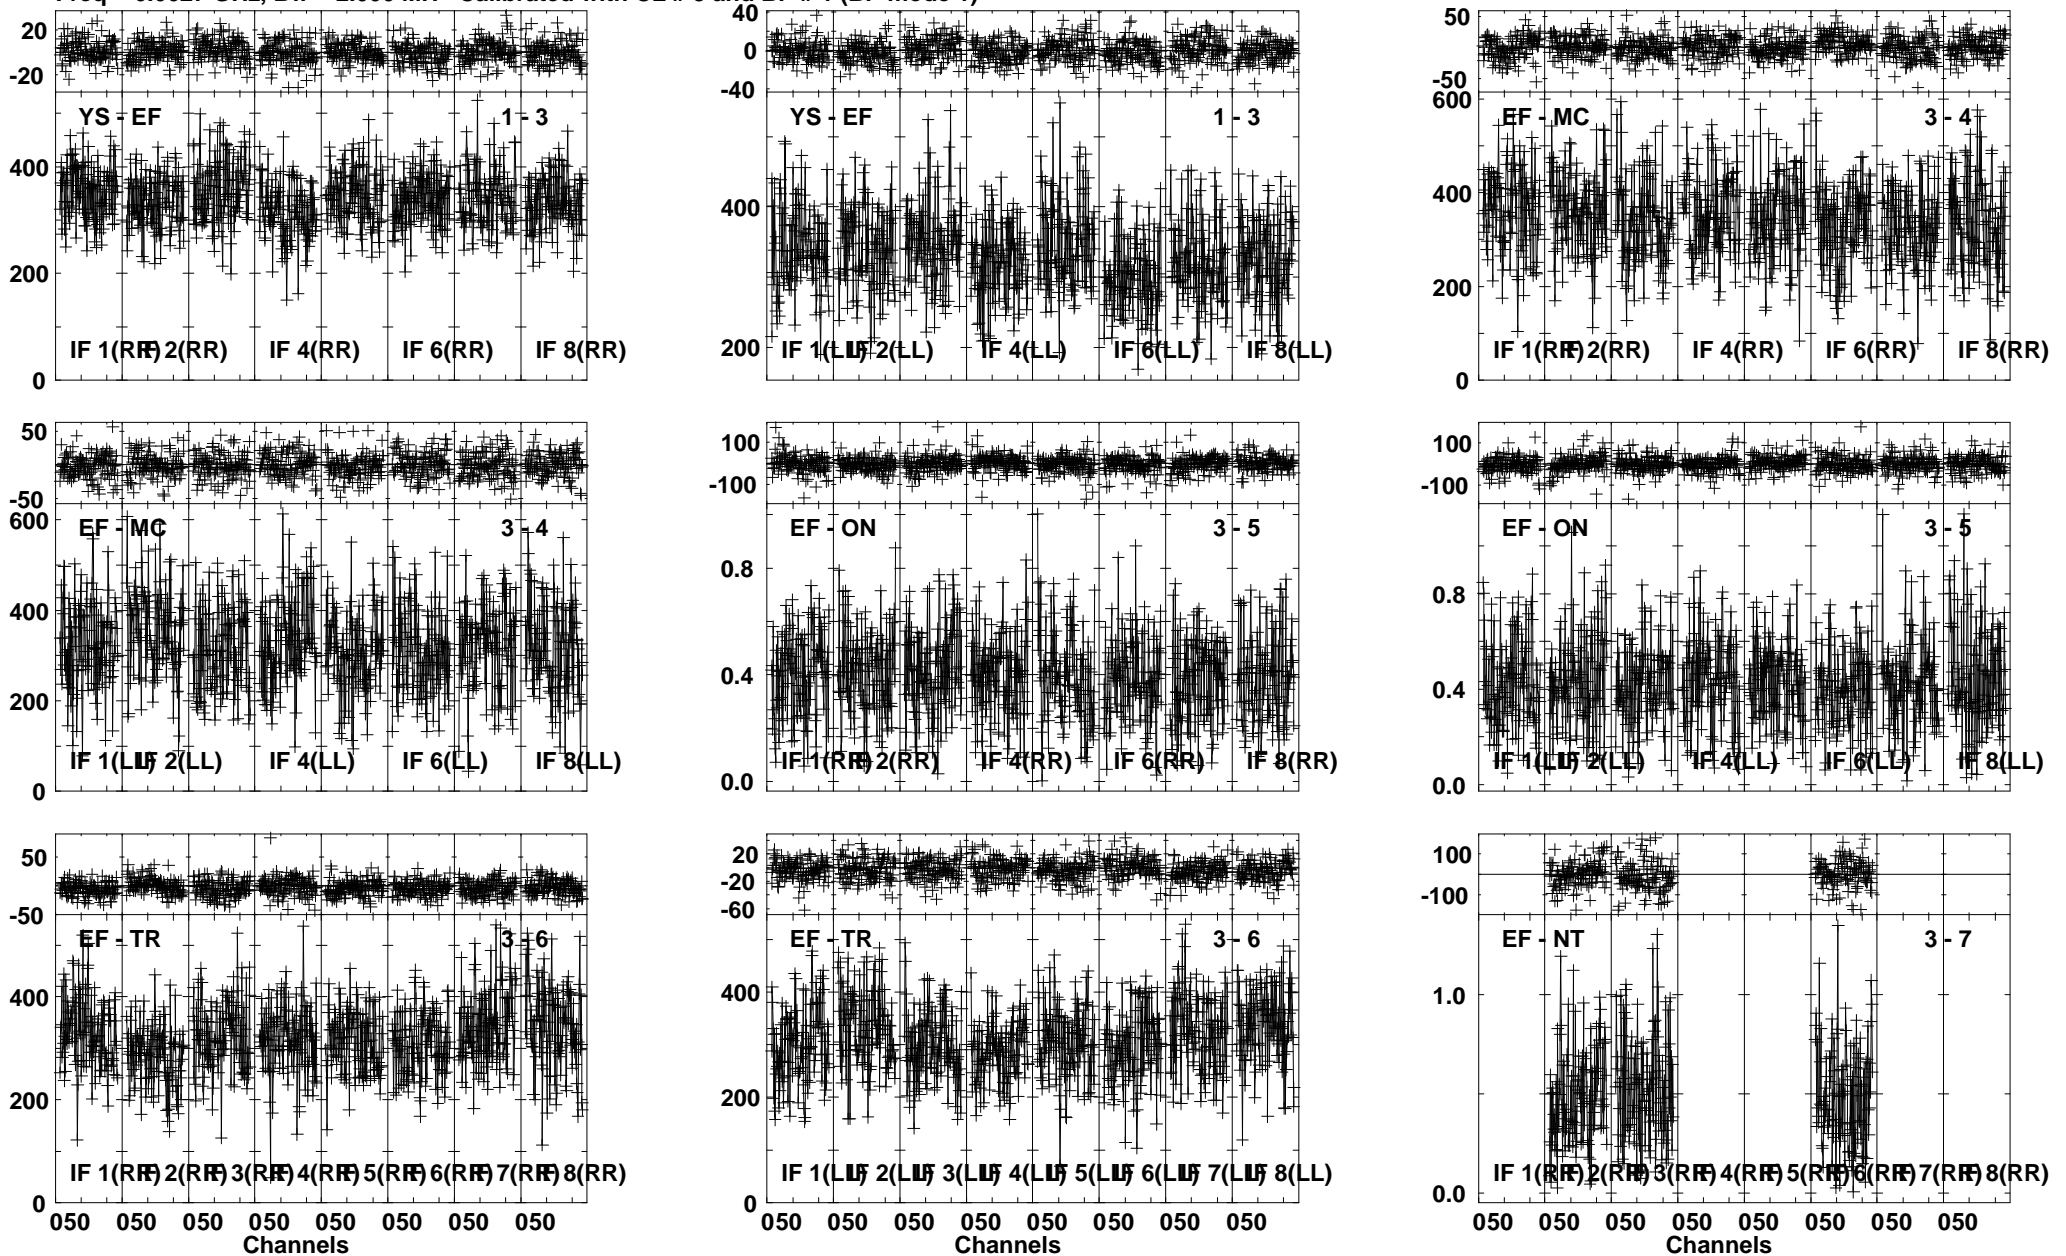 20
-20
YS - EF 1 - 3
400
200
0
IF 1(RR) IF 2(RR) IF 4(RR) IF 6(RR) IF 8(RR)
40
0
-40
YS - EF 1 - 3
400
200
IF 1(LL) IF 2(LL) IF 4(LL) IF 6(LL) IF 8(LL)
50
-50
600
EF - MC 3 - 4
400
200
0
IF 1(RR) IF 2(RR) IF 4(RR) IF 6(RR) IF 8(RR)
50
-50
600
EF - MC 3 - 4
400
200
0
IF 1(LL) IF 2(LL) IF 4(LL) IF 6(LL) IF 8(LL)
100
-100
EF - ON 3 - 5
0.8
0.4
0.0
IF 1(RR) IF 2(RR) IF 4(RR) IF 6(RR) IF 8(RR)
100
-100
EF - ON 3 - 5
0.8
0.4
0.0
IF 1(LL) IF 2(LL) IF 4(LL) IF 6(LL) IF 8(LL)
50
-50
EF - TR 3 - 6
400
200
0
IF 1(RR) IF 2(RR) IF 3(RR) IF 4(RR) IF 5(RR) IF 6(RR) IF 7(RR) IF 8(RR)
050 050 050 050 050 050 050 050
Channels
20
-20
-60
EF - TR 3 - 6
400
200
0
IF 1(LL) IF 2(LL) IF 3(LL) IF 4(LL) IF 5(LL) IF 6(LL) IF 7(LL) IF 8(LL)
050 050 050 050 050 050 050 050
Channels
100
-100
EF - NT 3 - 7
1.0
0.0
IF 1(RR) IF 2(RR) IF 3(RR) IF 4(RR) IF 5(RR) IF 6(RR) IF 7(RR) IF 8(RR)
050 050 050 050 050 050 050 050
Channels